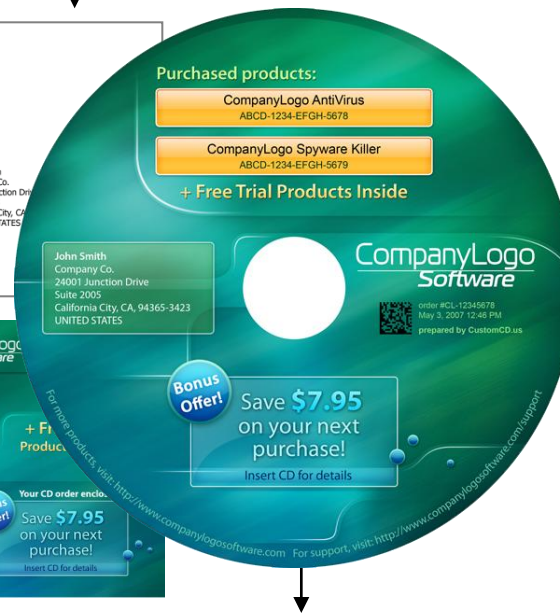 Purchased products:
CompanyLogo AntiVirus
ABCD-1234-EFGH-5678
CompanyLogo Spyware Killer
ABCD-1234-EFGH-5679
+ Free Trial Products Inside
John Smith
Company Co.
24001 Junction Drive
Suite 2005
California City, CA, 94365-3423
UNITED STATES
CompanyLogo
Software
order #CL-12345678
May 3, 2007 12:46 PM
prepared by CustomCD.us
Bonus
Offer!
Save $7.95
on your next
purchase!
Insert CD for details
For more products, visit: http://www.companylogosoftware.com For support, visit: http://www.companylogosoftware.com/support
Your CD order
Save $7.95
on your next
purchase!
Insert CD for details